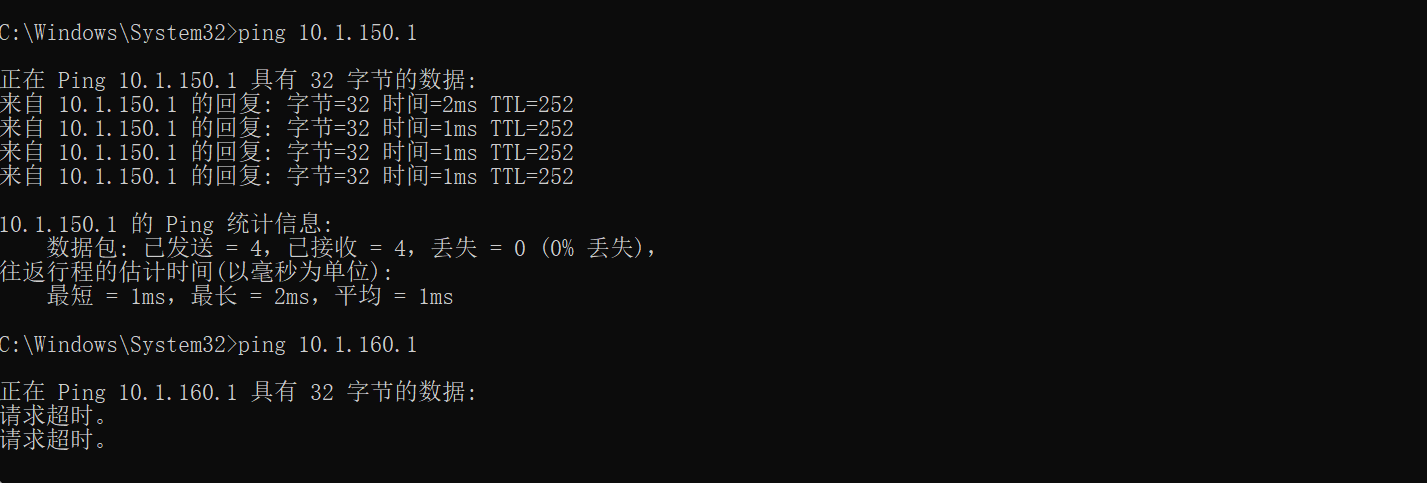 C:\Windows\System32>ping 10.1.150.1
正在 Ping 10.1.150.1 具有 32 字节的数据:
来自 10.1.150.1 的回复: 字节=32 时间=2ms TTL=252
来自 10.1.150.1 的回复: 字节=32 时间=1ms TTL=252
来自 10.1.150.1 的回复: 字节=32 时间=1ms TTL=252
来自 10.1.150.1 的回复: 字节=32 时间=1ms TTL=252
10.1.150.1 的 Ping 统计信息:
    数据包: 已发送 = 4，已接收 = 4，丢失 = 0 (0% 丢失)，
往返行程的估计时间(以毫秒为单位):
    最短 = 1ms，最长 = 2ms，平均 = 1ms
C:\Windows\System32>ping 10.1.160.1
正在 Ping 10.1.160.1 具有 32 字节的数据:
请求超时。
请求超时。